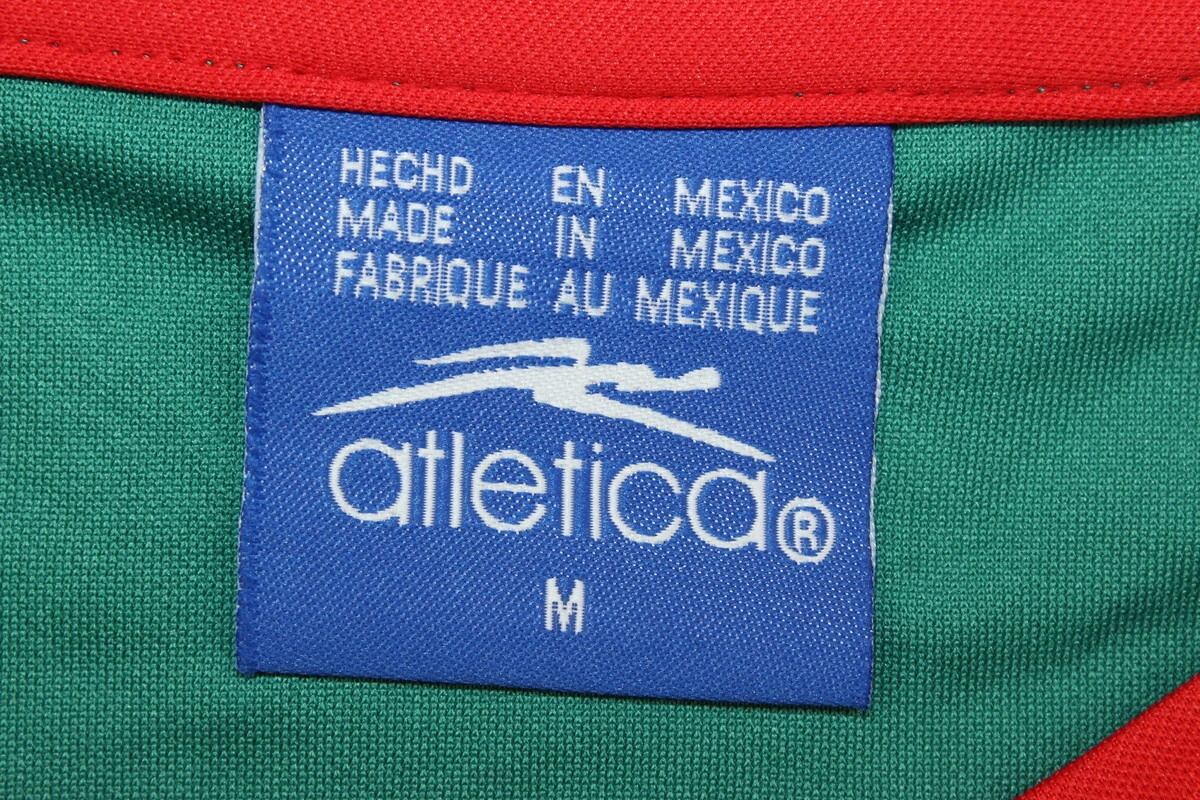 HECHD EN MEXICO
MADE IN MEXICO
FABRIQUE AU MEXIQUE
atletica®
M